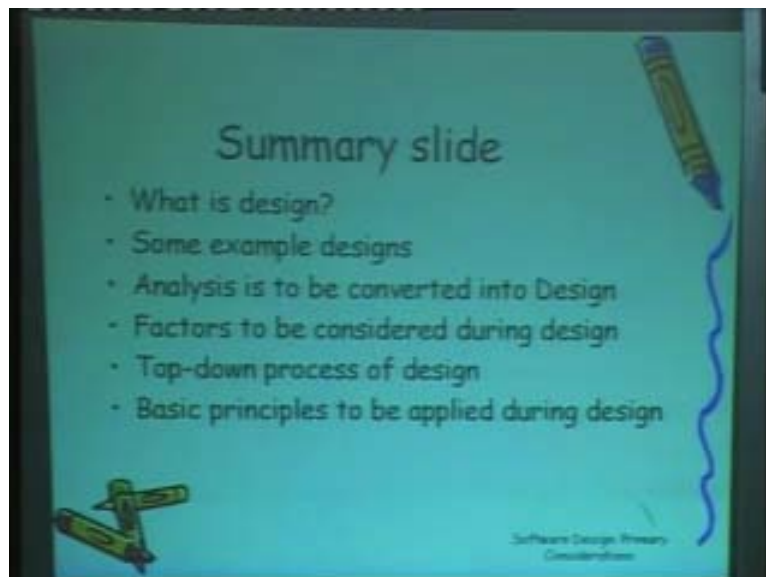 Summary slide
· What is design?
· Some example designs
· Analysis is to be converted into Design
· Factors to be considered during design
· Top-down process of design
· Basic principles to be applied during design
Software Design: Primary
Considerations